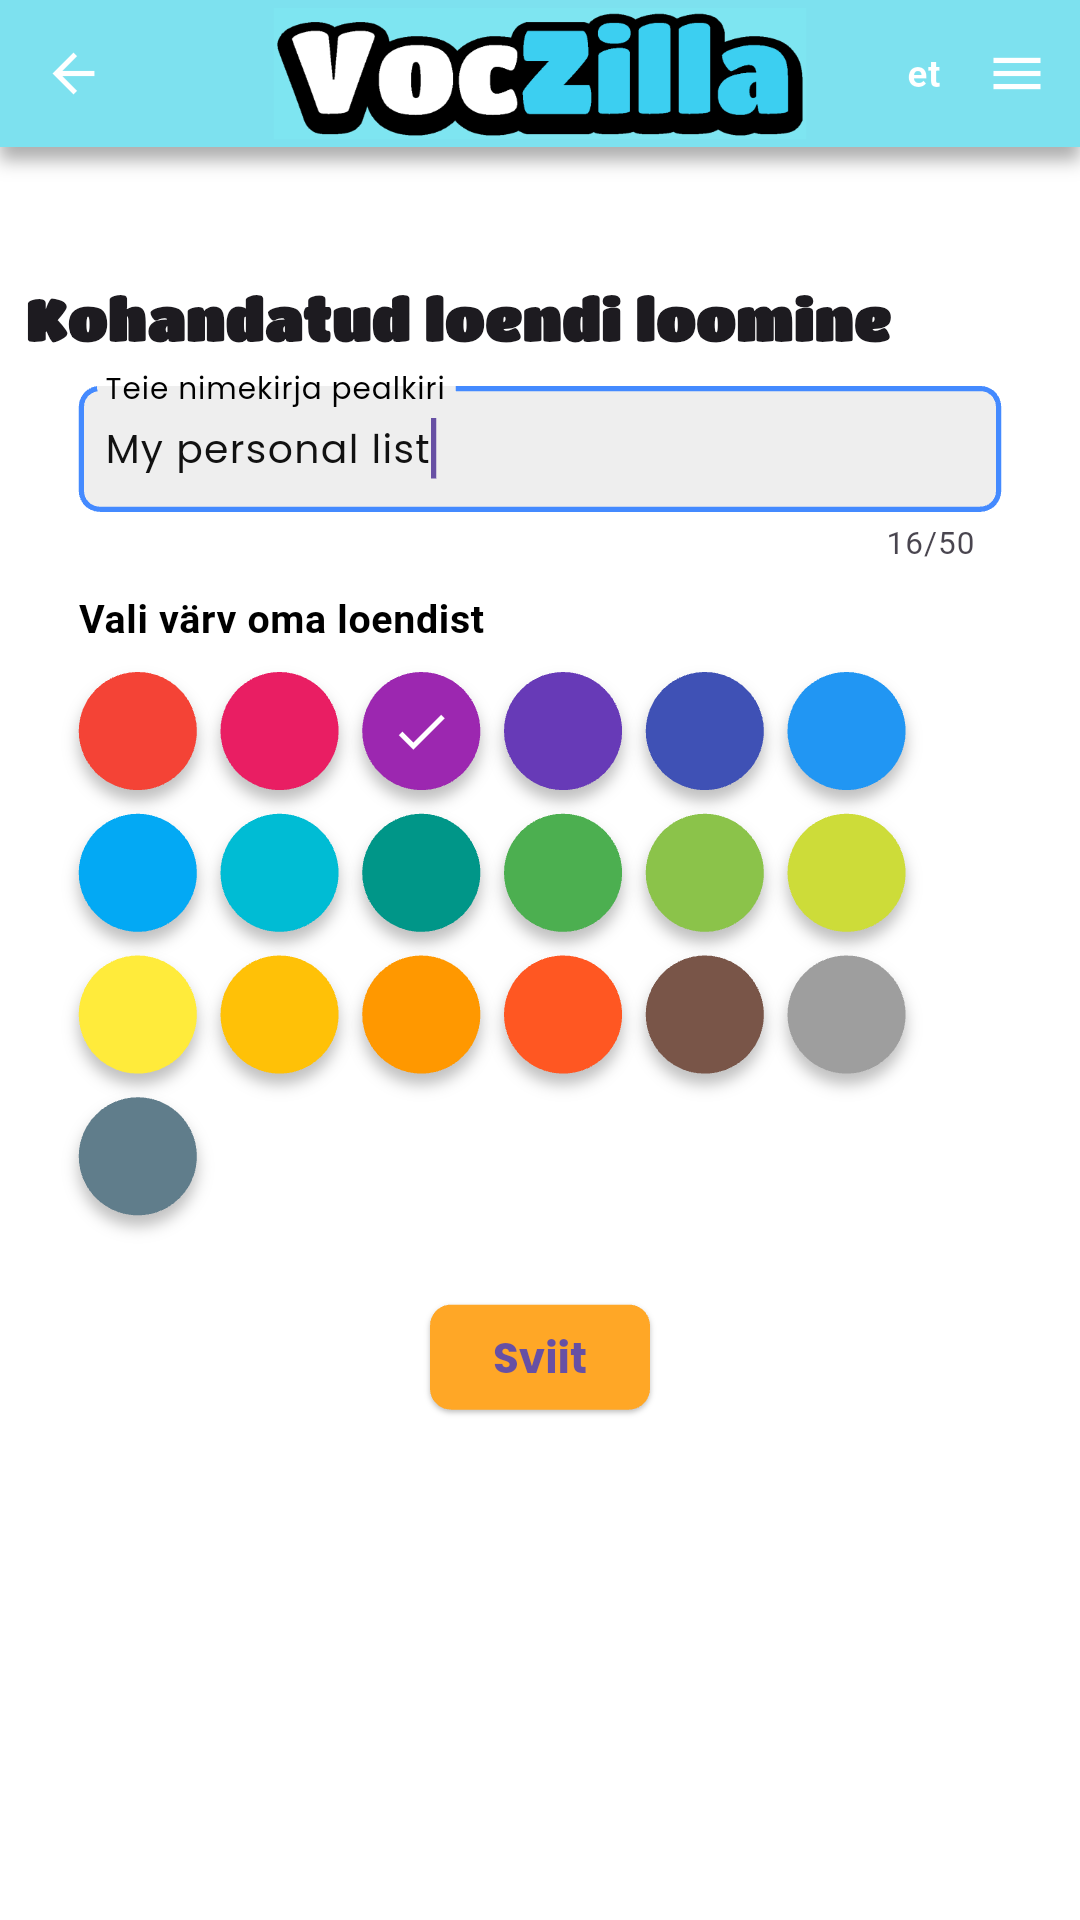 VocZilla
et
Kohandatud loendi loomine
Teie nimekirja pealkiri
My personal list
16/50
Vali värv oma loendist
Sviit